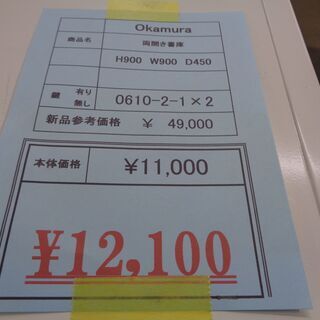 Okamura
商品名 両開き書庫
H900 W900 D450
鍵 有り 無し 0610-2-1×2
新品参考価格 ¥ 49,000
本体価格 ¥11,000
¥12,100